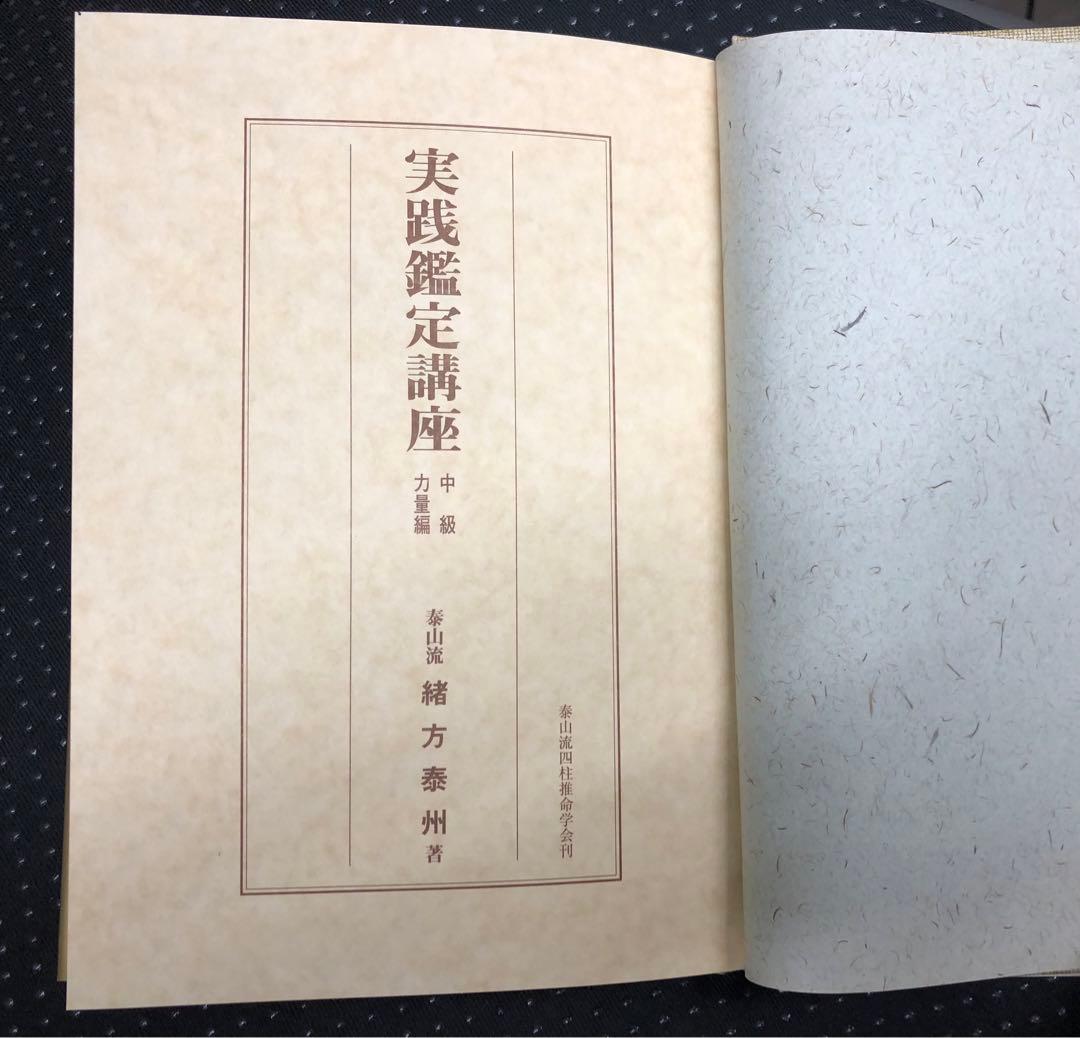 実践鑑定講座
中級
力量編
泰山流 緒方泰州著
泰山流四柱推命学会刊